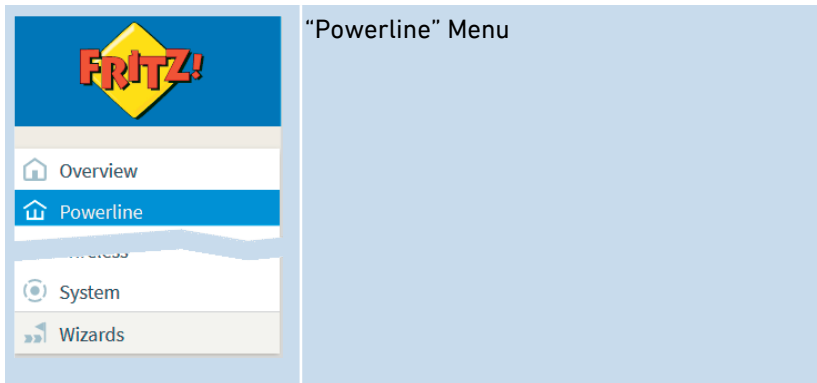 FRITZ!
“Powerline” Menu
Overview
Powerline
System
Wizards